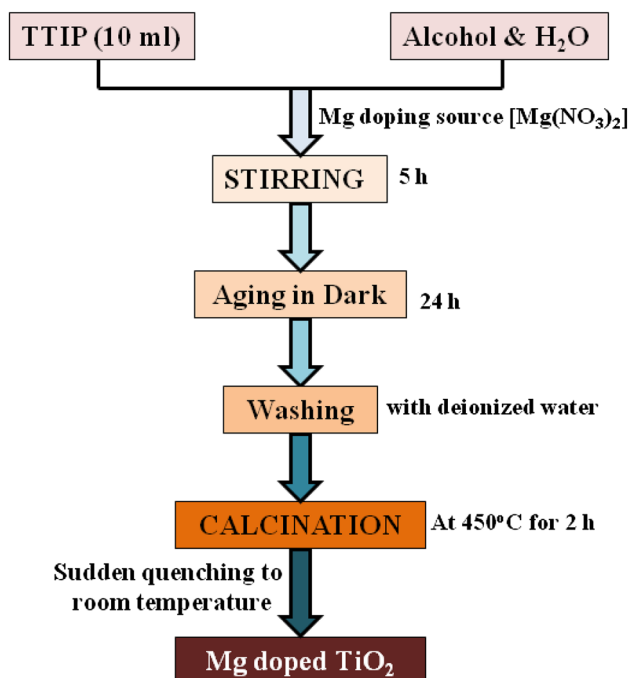 TTIP (10 ml)
Alcohol & H₂O
Mg doping source [Mg(NO₃)₂]
STIRRING
5 h
Aging in Dark
24 h
Washing
with deionized water
CALCINATION
At 450°C for 2 h
Sudden quenching to
room temperature
Mg doped TiO₂